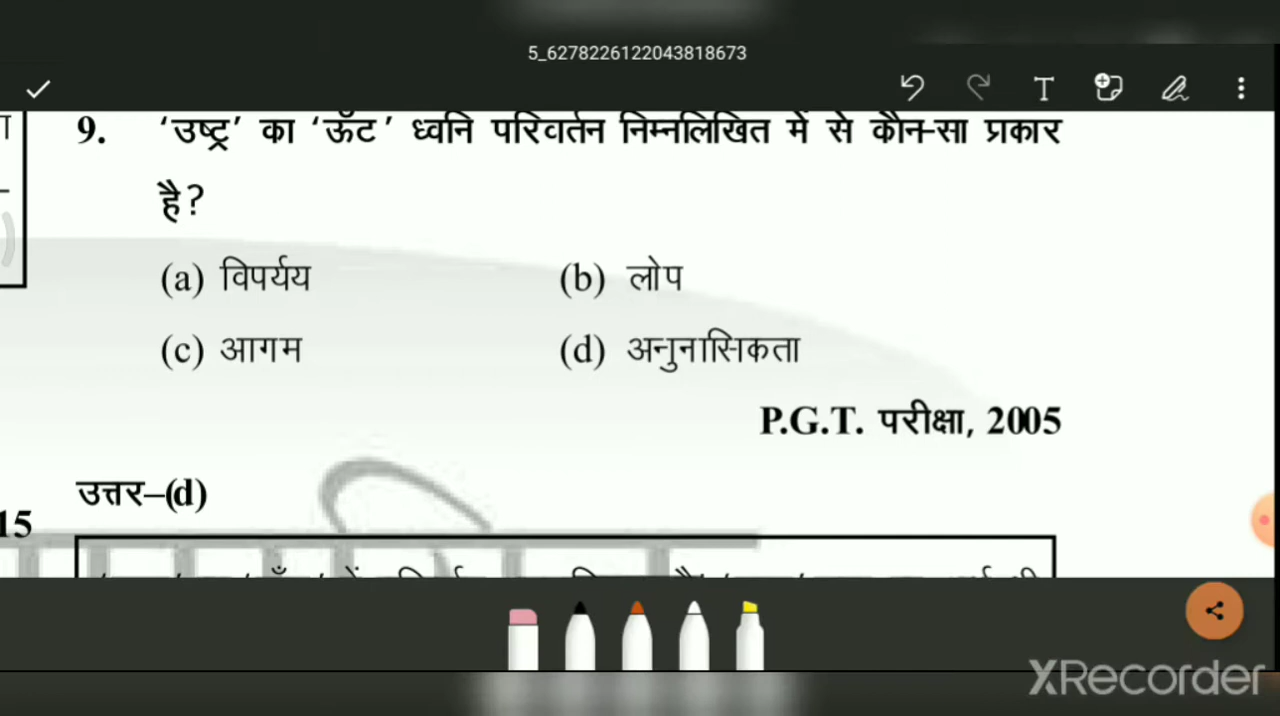 5_6278226122043818673
T
9. ‘उष्ट्र’ का ‘ऊँट’ ध्वनि परिवर्तन निम्नलिखित में से कौन-सा प्रकार
है?
(a) विपर्यय (b) लोप
(c) आगम (d) अनुनासिकता
P.G.T. परीक्षा, 2005
उत्तर–(d)
15
XRecorder